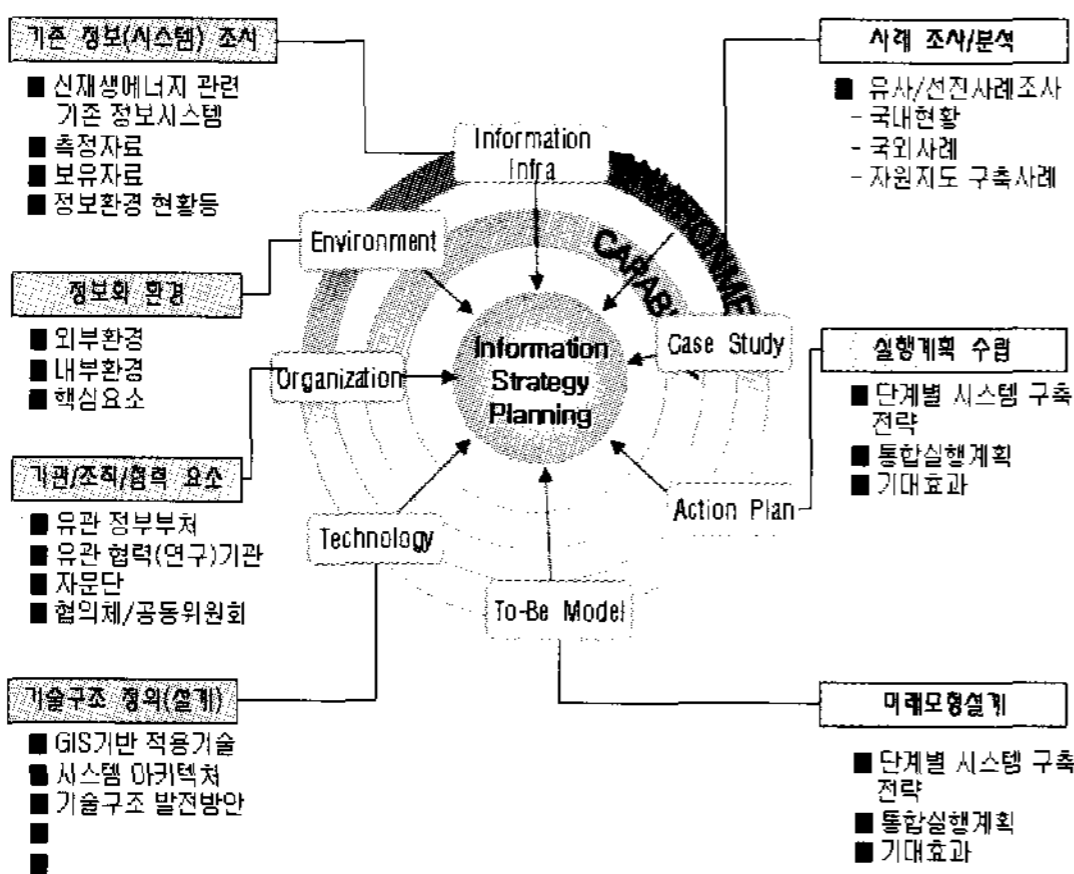 기존 정보(시스템) 조사
■ 신재생에너지 관련
기존 정보시스템
■ 측정자료
■ 보유자료
■ 정보환경 현황등
정보화 환경
■ 외부환경
■ 내부환경
■ 핵심요소
기관/조직/협력 요소
■ 유관 정부부처
■ 유관 협력(연구)기관
■ 자문단
■ 협의체/공동위원회
기술구조 정의(설계)
■ GIS기반 적용기술
■ 시스템 아키텍처
■ 기술구조 발전방안
■
■
Information
Infra
Environment
Organization
Technology
To-Be Model
Action Plan
Case Study
Information
Strategy
Planning
사례 조사/분석
■ 유사/선진사례조사
- 국내현황
- 국외사례
- 자원지도 구축사례
실행계획 수립
■ 단계별 시스템 구축
전략
■ 통합실행계획
■ 기대효과
미래모형설계
■ 단계별 시스템 구축
전략
■ 통합실행계획
■ 기대효과